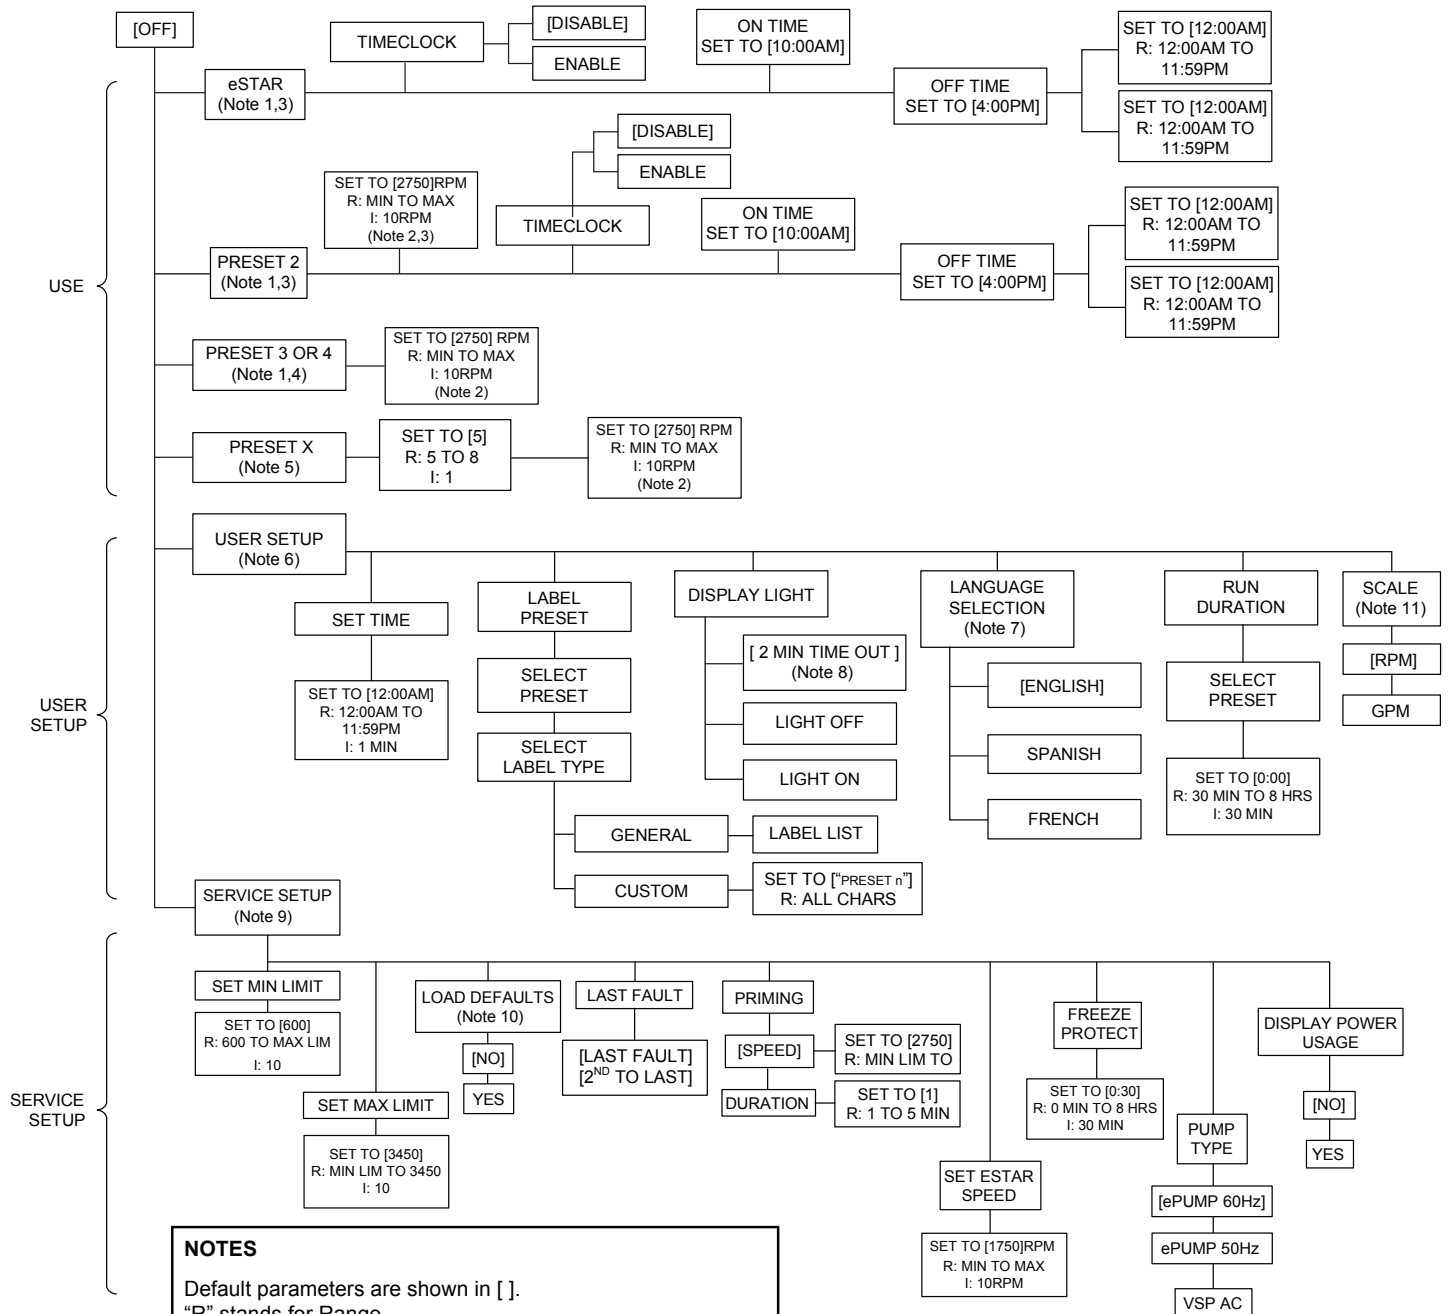 [OFF]
TIMECLOCK
[DISABLE]
ENABLE
ON TIME
SET TO [10:00AM]
SET TO [12:00AM]
R: 12:00AM TO
11:59PM
eSTAR
(Note 1,3)
OFF TIME
SET TO [4:00PM]
SET TO [12:00AM]
R: 12:00AM TO
11:59PM
[DISABLE]
ENABLE
SET TO [2750]RPM
R: MIN TO MAX
I: 10RPM
(Note 2,3)
TIMECLOCK
ON TIME
SET TO [10:00AM]
SET TO [12:00AM]
R: 12:00AM TO
11:59PM
USE
PRESET 2
(Note 1,3)
OFF TIME
SET TO [4:00PM]
SET TO [12:00AM]
R: 12:00AM TO
11:59PM
PRESET 3 OR 4
(Note 1,4)
SET TO [2750] RPM
R: MIN TO MAX
I: 10RPM
(Note 2)
PRESET X
(Note 5)
SET TO [5]
R: 5 TO 8
I: 1
SET TO [2750] RPM
R: MIN TO MAX
I: 10RPM
(Note 2)
USER SETUP
(Note 6)
USER
SETUP
SET TIME
SET TO [12:00AM]
R: 12:00AM TO
11:59PM
I: 1 MIN
LABEL
PRESET
SELECT
PRESET
SELECT
LABEL TYPE
GENERAL
LABEL LIST
CUSTOM
SET TO ["PRESET n"]
R: ALL CHARS
DISPLAY LIGHT
[ 2 MIN TIME OUT ]
(Note 8)
LIGHT OFF
LIGHT ON
LANGUAGE
SELECTION
(Note 7)
[ENGLISH]
SPANISH
FRENCH
RUN
DURATION
SELECT
PRESET
SET TO [0:00]
R: 30 MIN TO 8 HRS
I: 30 MIN
SCALE
(Note 11)
[RPM]
GPM
SERVICE SETUP
(Note 9)
SERVICE
SETUP
SET MIN LIMIT
SET TO [600]
R: 600 TO MAX LIM
I: 10
SET MAX LIMIT
SET TO [3450]
R: MIN LIM TO 3450
I: 10
LOAD DEFAULTS
(Note 10)
[NO]
YES
LAST FAULT
[LAST FAULT]
[2ND TO LAST]
PRIMING
[SPEED]
SET TO [2750]
R: MIN LIM TO
DURATION
SET TO [1]
R: 1 TO 5 MIN
SET ESTAR
SPEED
SET TO [1750]RPM
R: MIN TO MAX
I: 10RPM
FREEZE
PROTECT
SET TO [0:30]
R: 0 MIN TO 8 HRS
I: 30 MIN
PUMP
TYPE
[ePUMP 60Hz]
ePUMP 50Hz
VSP AC
DISPLAY POWER
USAGE
[NO]
YES
NOTES
Default parameters are shown in [ ].
"R" stands for Range